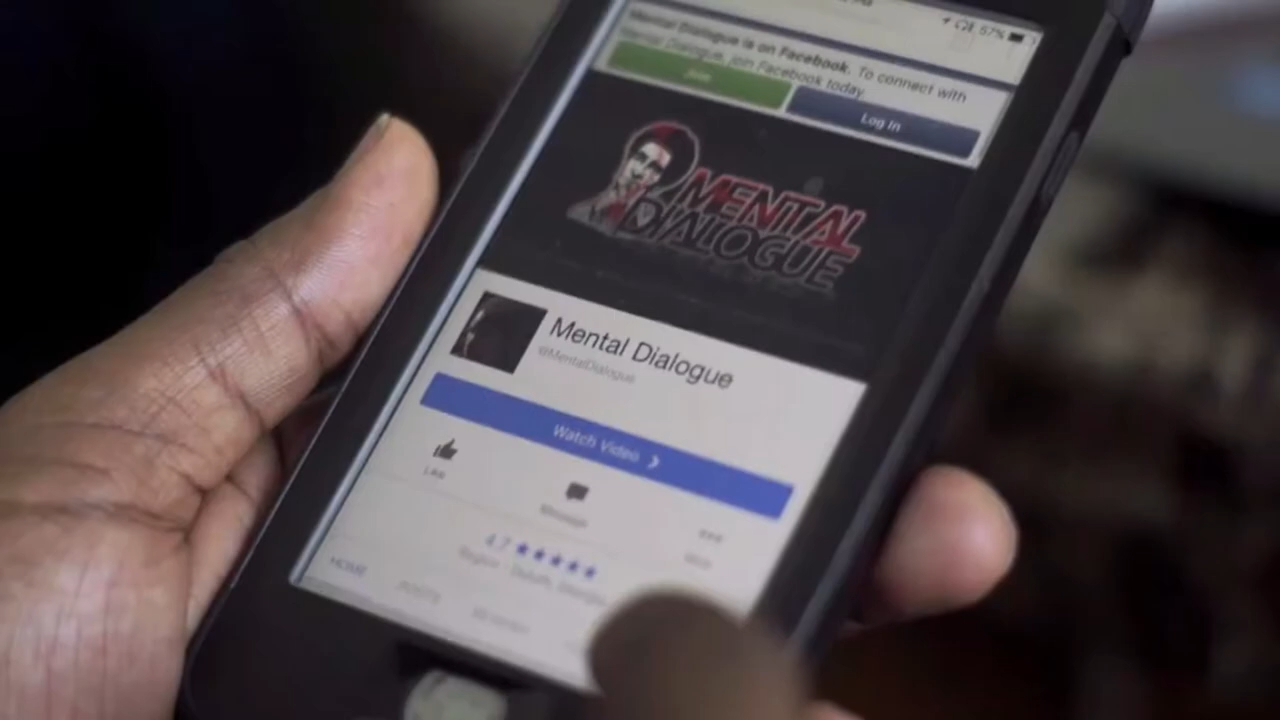 57%
Mental Dialogue is on Facebook. To connect with
Mental Dialogue, join Facebook today.
Join
Log In
MENTAL
DIALOGUE
Mental Dialogue
@MentalDialogue
Watch Video
Like
Message
4.7
HOME